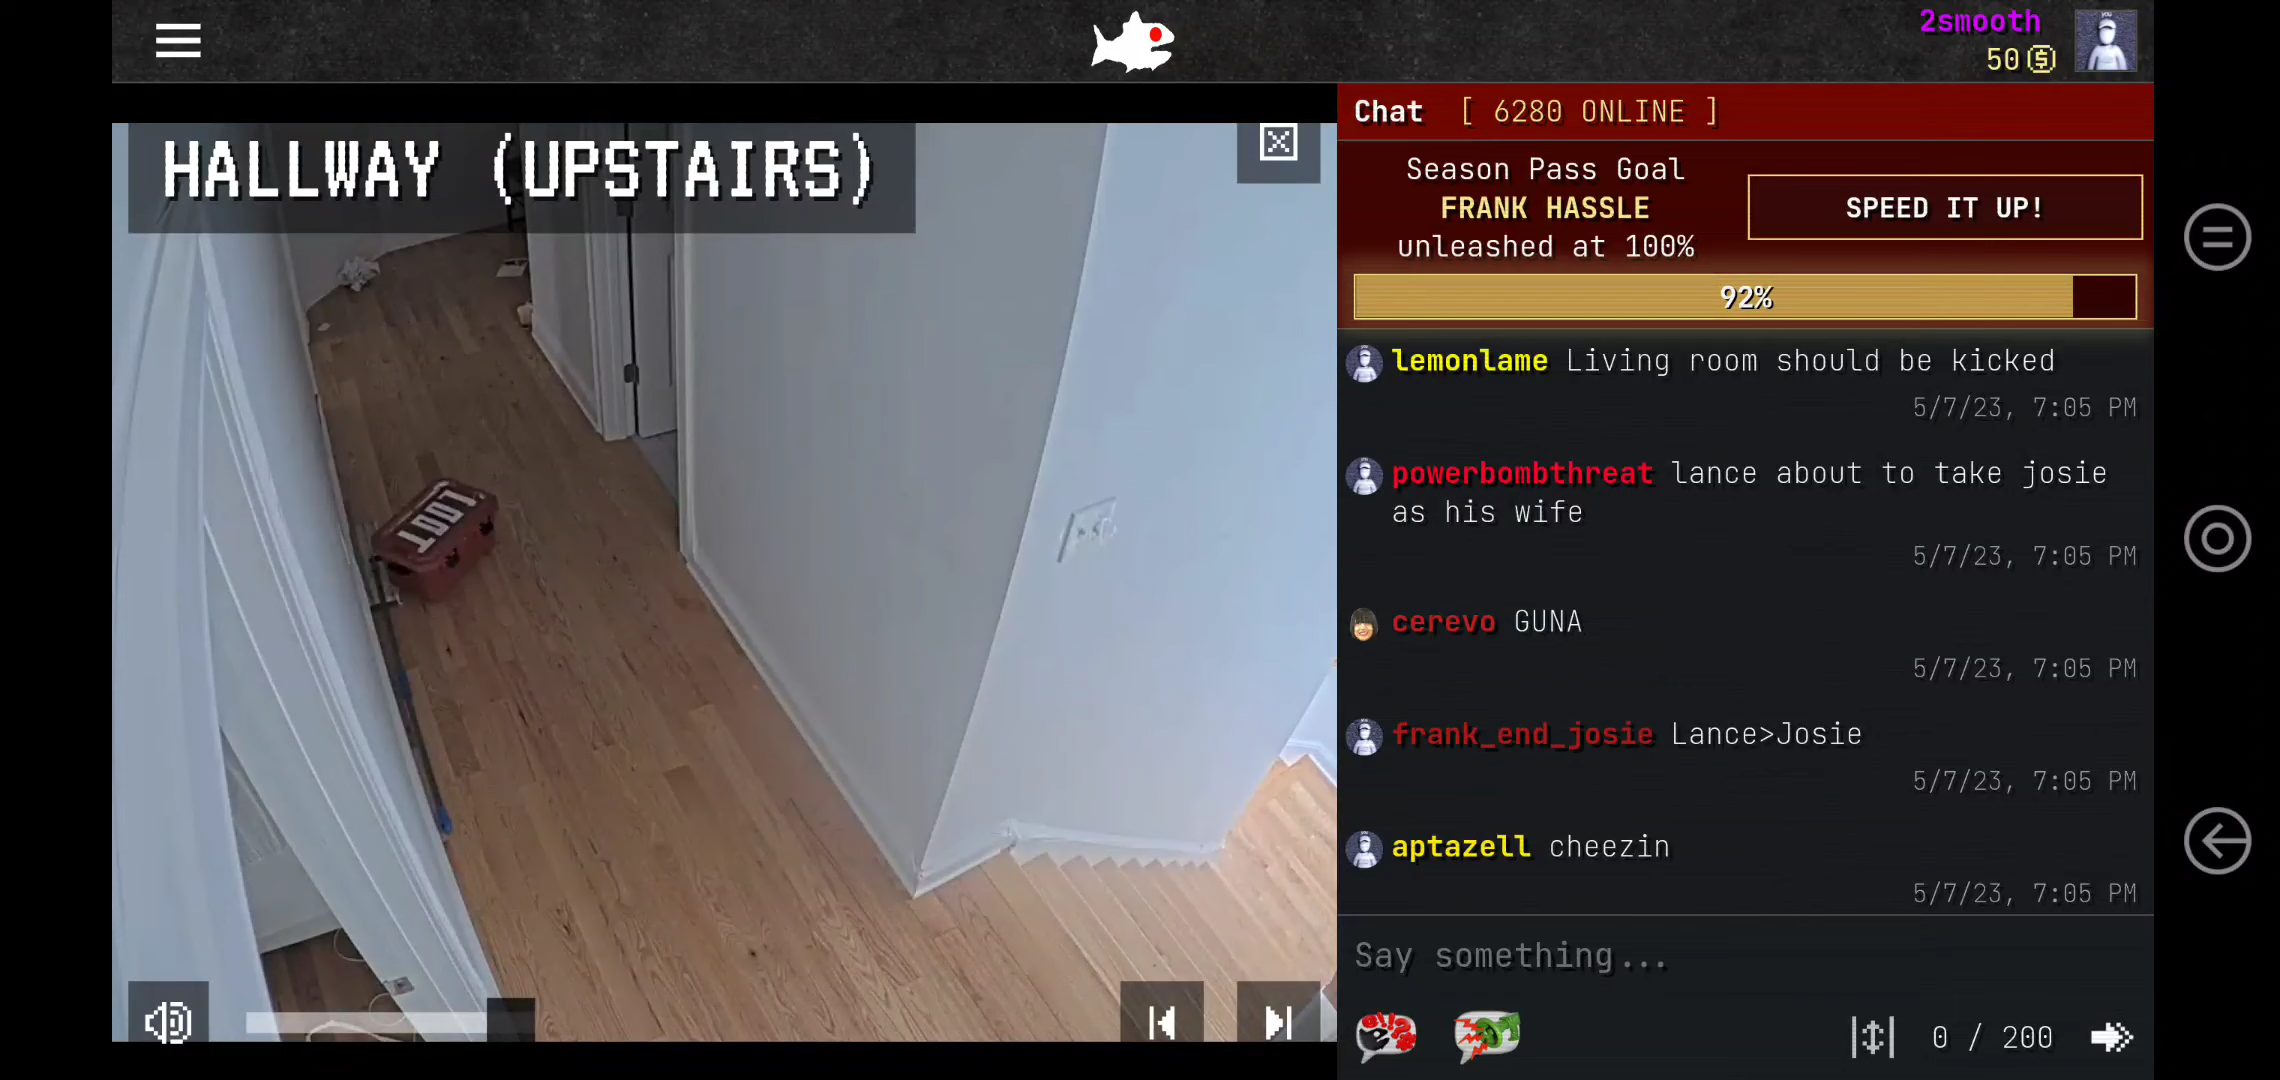 2smooth
50
HALLWAY (UPSTAIRS)
LOOT
Chat [ 6280 ONLINE ]
Season Pass Goal
FRANK HASSLE
unleashed at 100%
SPEED IT UP!
92%
lemonlame Living room should be kicked
5/7/23, 7:05 PM
powerbombthreat lance about to take josie
as his wife
5/7/23, 7:05 PM
cerevo GUNA
5/7/23, 7:05 PM
frank_end_josie Lance>Josie
5/7/23, 7:05 PM
aptazell cheezin
5/7/23, 7:05 PM
Say something...
0 / 200